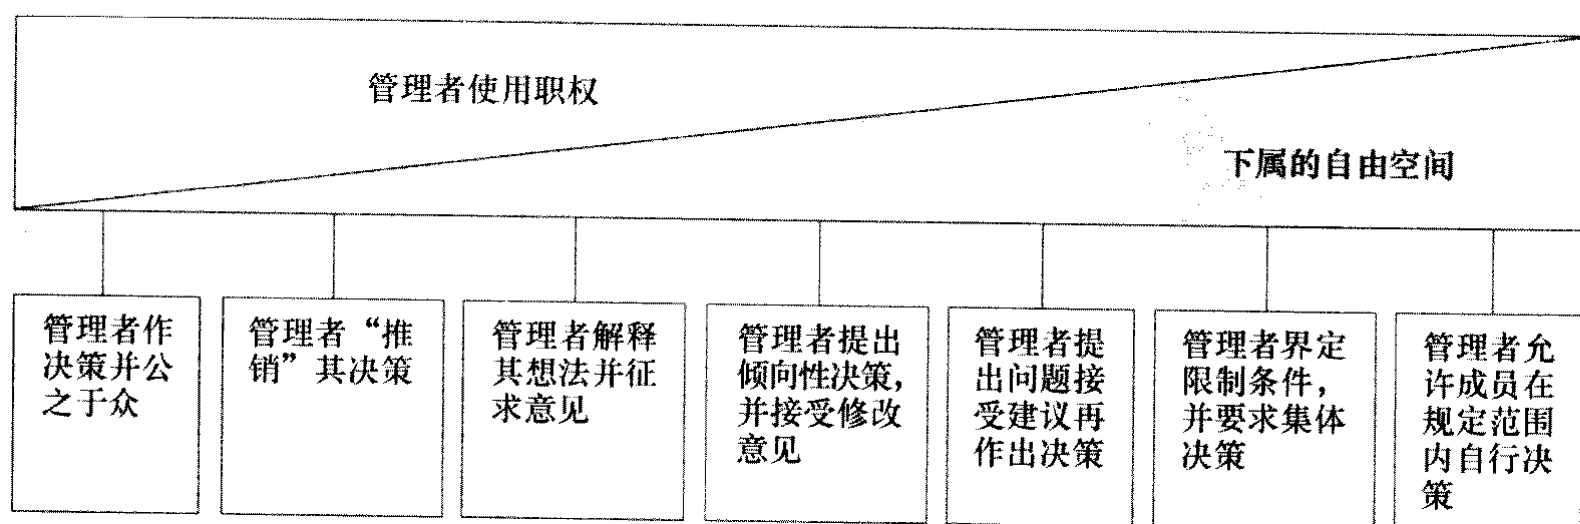 管理者使用职权
下属的自由空间
管理者作
决策并公
之于众
管理者“推
销”其决策
管理者解释
其想法并征
求意见
管理者提出
倾向性决策，
并接受修改
意见
管理者提
出问题接
受建议再
作出决策
管理者界定
限制条件，
并要求集体
决策
管理者允
许成员在
规定范围
内自行决
策